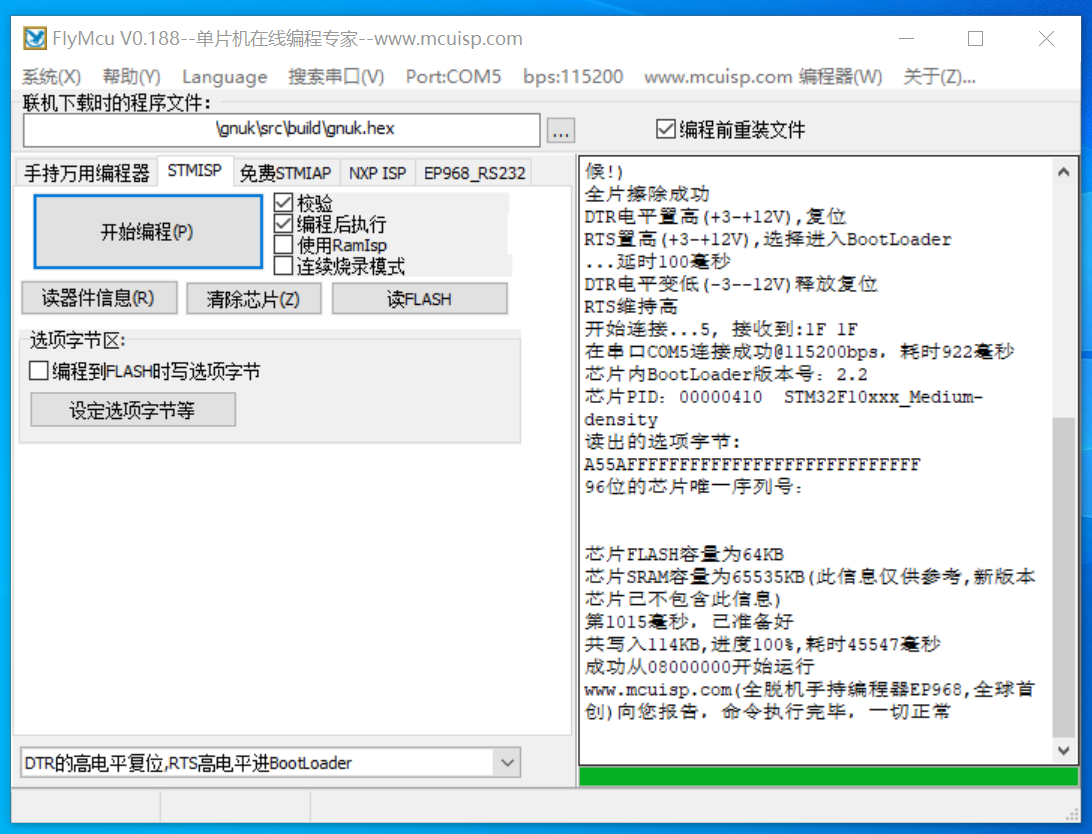 FlyMcu V0.188--单片机在线编程专家--www.mcuisp.com
系统(X) 帮助(Y) Language 搜索串口(V) Port:COM5 bps:115200 www.mcuisp.com 编程器(W) 关于(Z)...
联机下载时的程序文件:
\gnuk\src\build\gnuk.hex ... 编程前重装文件
手持万用编程器 STMISP 免费STMIAP NXP ISP EP968_RS232
开始编程(P)
校验
编程后执行
使用RamIsp
连续烧录模式
读器件信息(R) 清除芯片(Z) 读FLASH
选项字节区:
编程到FLASH时写选项字节
设定选项字节等
DTR的高电平复位,RTS高电平进BootLoader
候!)
全片擦除成功
DTR电平置高(+3-+12V),复位
RTS置高(+3-+12V),选择进入BootLoader
...延时100毫秒
DTR电平变低(-3--12V)释放复位
RTS维持高
开始连接...5, 接收到:1F 1F
在串口COM5连接成功@115200bps, 耗时922毫秒
芯片内BootLoader版本号: 2.2
芯片PID: 00000410  STM32F10xxx_Medium-
density
读出的选项字节:
A55AFFFFFFFFFFFFFFFFFFFFFFFFFFFF
96位的芯片唯一序列号:
芯片FLASH容量为64KB
芯片SRAM容量为65535KB(此信息仅供参考,新版本
芯片已不包含此信息)
第1015毫秒, 已准备好
共写入114KB,进度100%,耗时45547毫秒
成功从08000000开始运行
www.mcuisp.com(全脱机手持编程器EP968,全球首
创)向您报告, 命令执行完毕, 一切正常